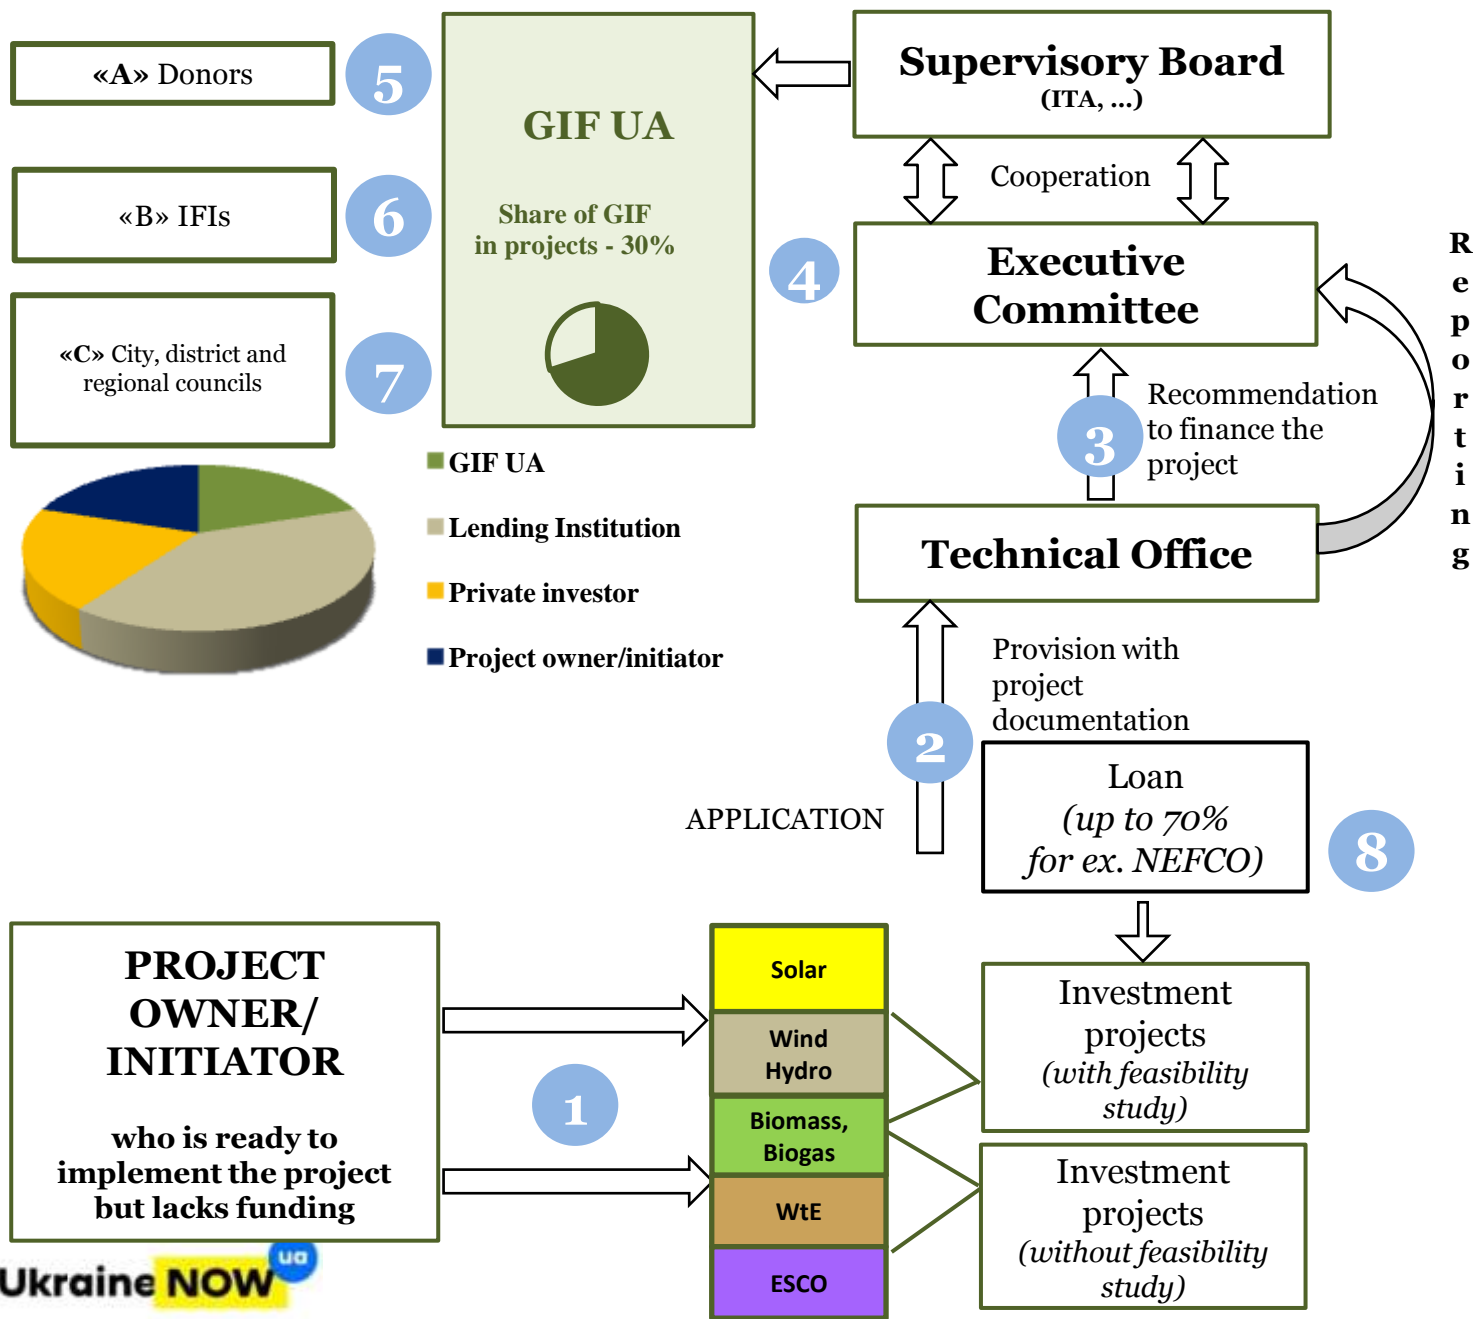 «A» Donors
5
«B» IFIs
6
«C» City, district and
regional councils
7
GIF UA
Share of GIF
in projects - 30%
Supervisory Board
(ITA, ...)
Cooperation
4
Executive
Committee
Reporting
3
Recommendation
to finance the
project
Technical Office
GIF UA
Lending Institution
Private investor
Project owner/initiator
Provision with
project
documentation
2
APPLICATION
Loan
(up to 70%
for ex. NEFCO)
8
PROJECT
OWNER/
INITIATOR
who is ready to
implement the project
but lacks funding
1
Solar
Wind
Hydro
Biomass,
Biogas
WtE
ESCO
Investment
projects
(with feasibility
study)
Investment
projects
(without feasibility
study)
Ukraine NOW ua